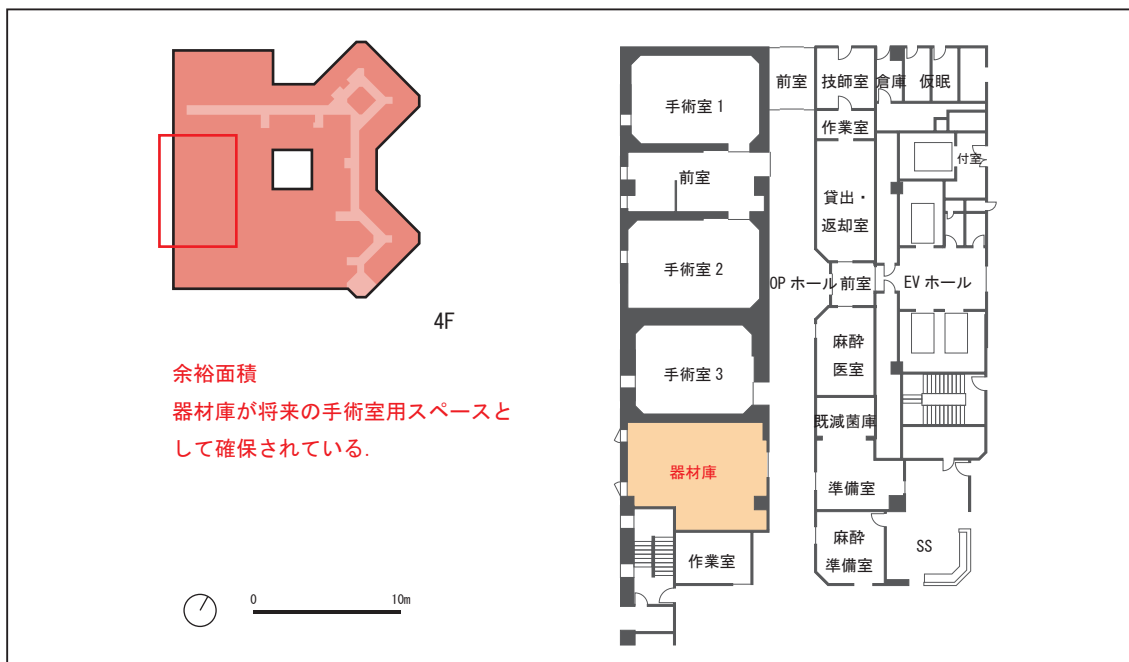 4F
余裕面積
器材庫が将来の手術室用スペースと
して確保されている.
0
10m
手術室 1
前室
手術室 2
手術室 3
器材庫
作業室
前室
OP ホール
技師室
作業室
貸出・
返却室
前室
麻酔
医室
既減菌庫
準備室
麻酔
準備室
倉庫
仮眠
付室
EV ホール
SS